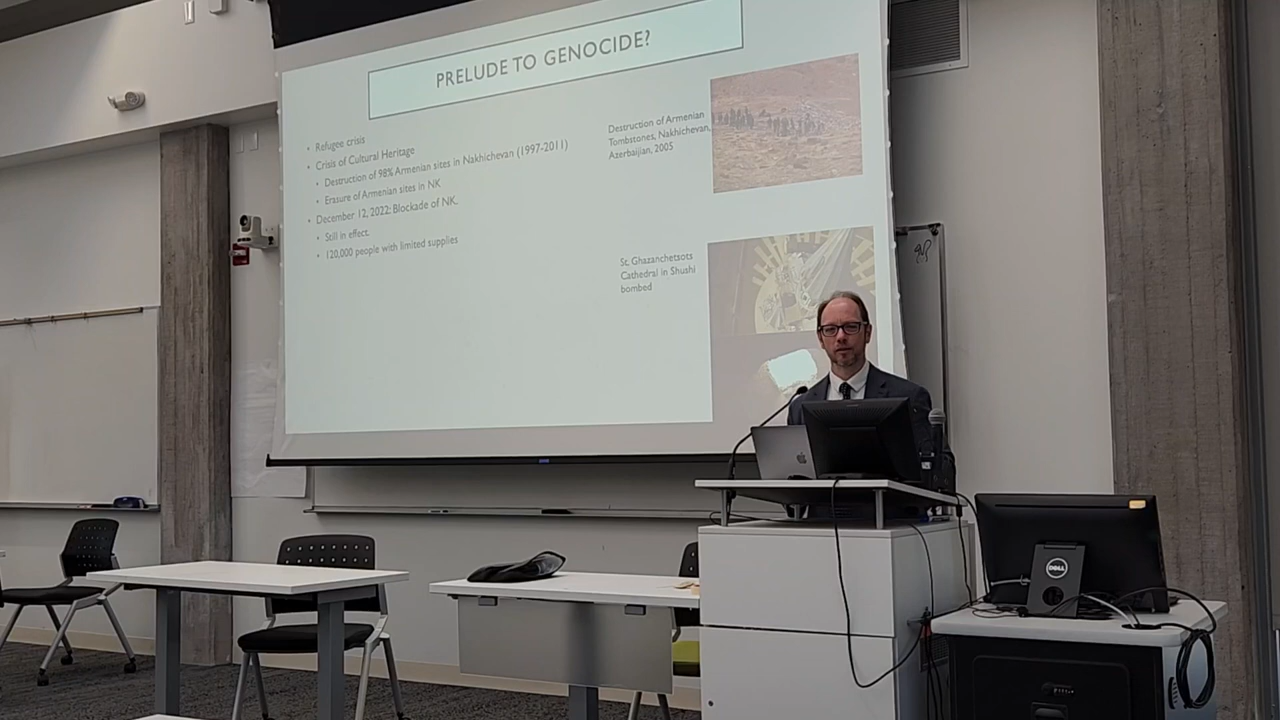 PRELUDE TO GENOCIDE?
• Refugee crisis
• Crisis of Cultural Heritage
• Destruction of 98% Armenian sites in Nakhichevan (1997-2011)
• Erasure of Armenian sites in NK
• December 12, 2022: Blockade of NK.
• Still in effect.
• 120,000 people with limited supplies
Destruction of Armenian
Tombstones, Nakhichevan,
Azerbaijian, 2005
St. Ghazanchetsots
Cathedral in Shushi
bombed
DELL